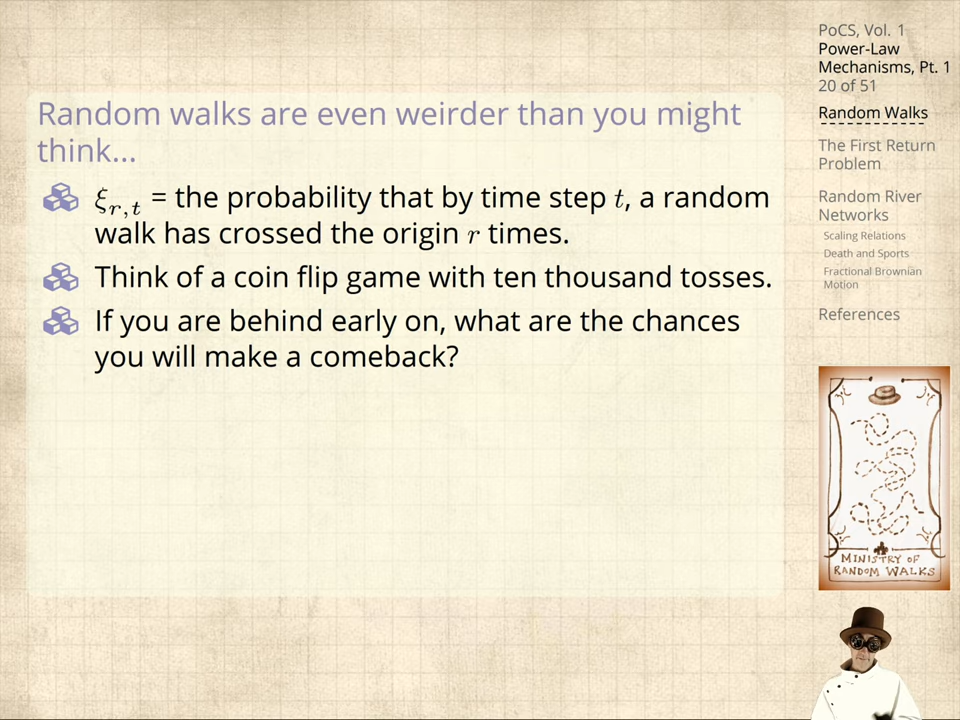 Random walks are even weirder than you might
think...
ξr,t = the probability that by time step t, a random
walk has crossed the origin r times.
Think of a coin flip game with ten thousand tosses.
If you are behind early on, what are the chances
you will make a comeback?
PoCS, Vol. 1
Power-Law
Mechanisms, Pt. 1
20 of 51
Random Walks
The First Return
Problem
Random River
Networks
Scaling Relations
Death and Sports
Fractional Brownian
Motion
References
MINISTRY OF
RANDOM WALKS